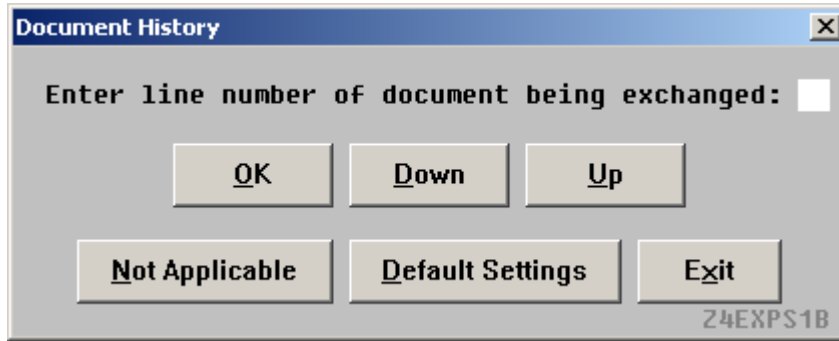 Document History
Enter line number of document being exchanged:
OK Down Up
Not Applicable Default Settings Exit
Z4EXPS1B